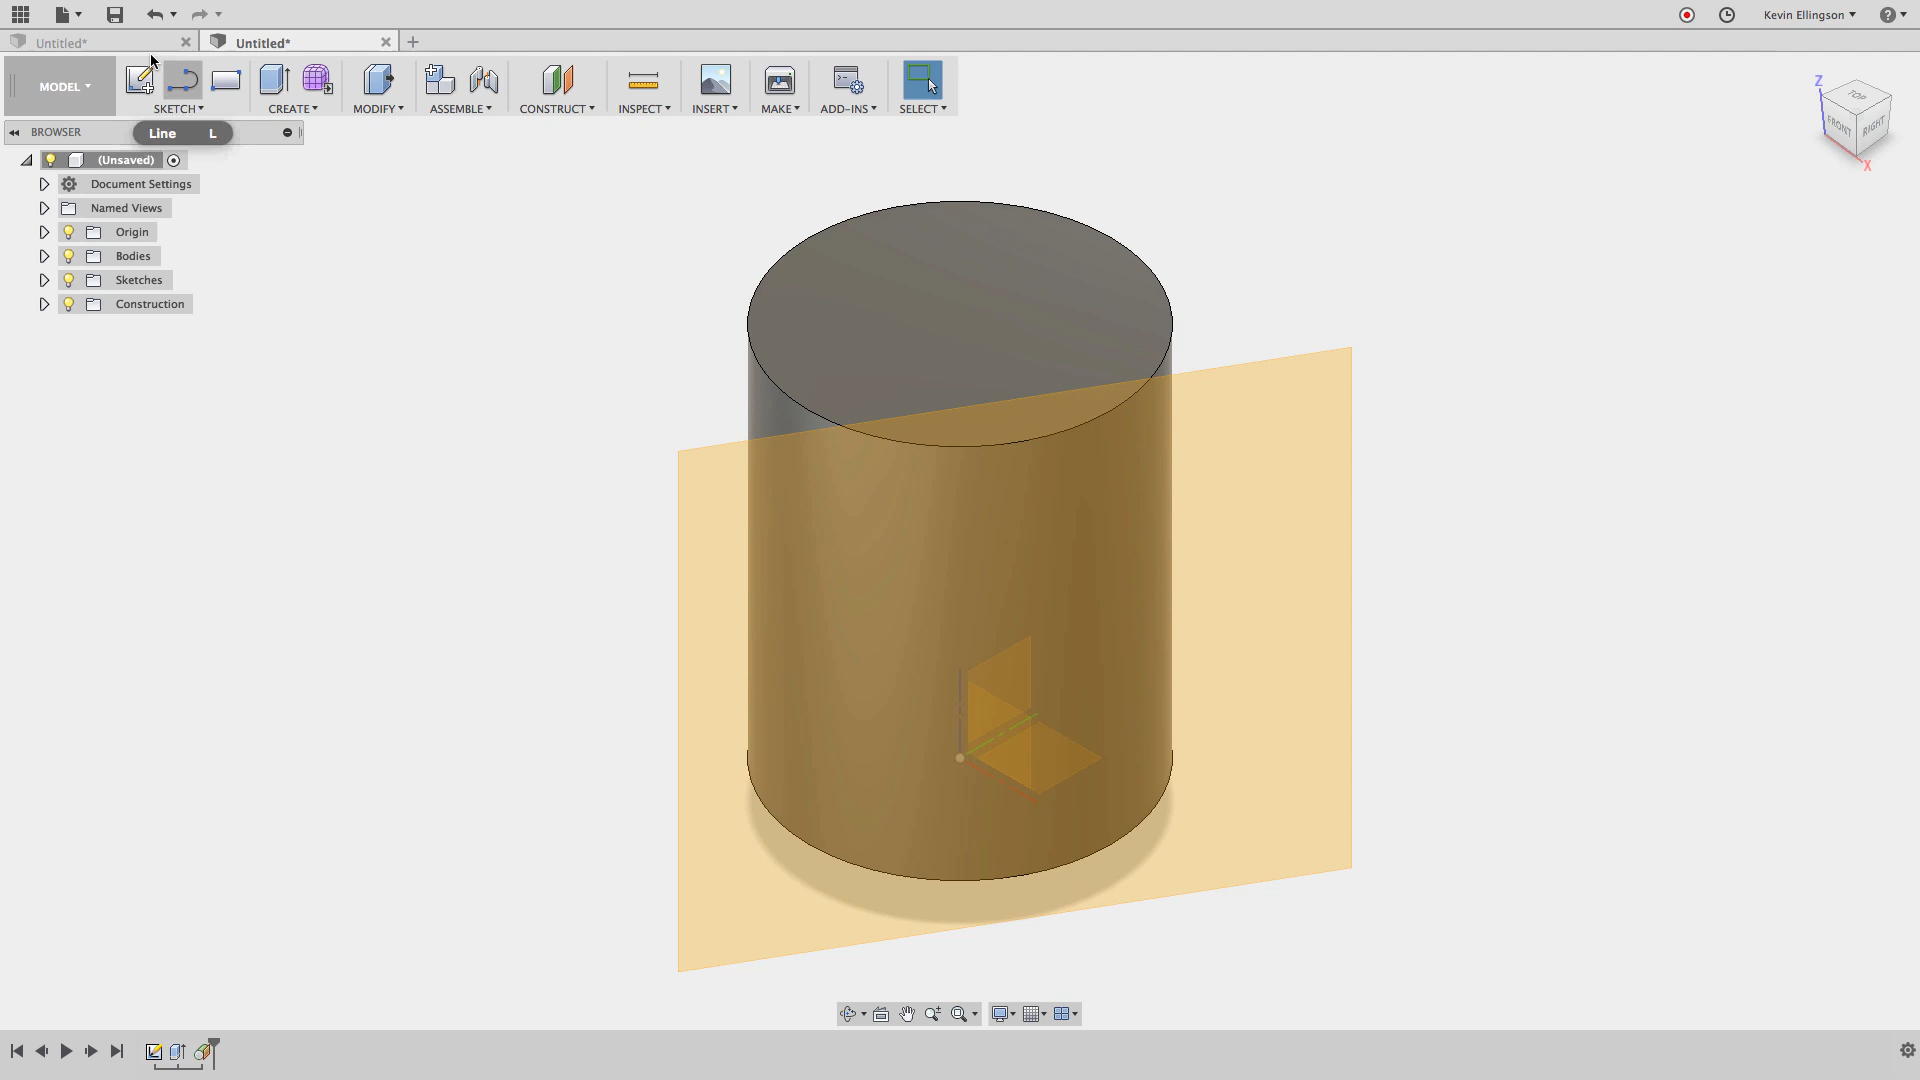 Kevin Ellingson
Untitled*
Untitled*
MODEL
SKETCH
CREATE
MODIFY
ASSEMBLE
CONSTRUCT
INSPECT
INSERT
MAKE
ADD-INS
SELECT
BROWSER
Line L
(Unsaved)
Document Settings
Named Views
Origin
Bodies
Sketches
Construction
Z
TOP
FRONT
RIGHT
X